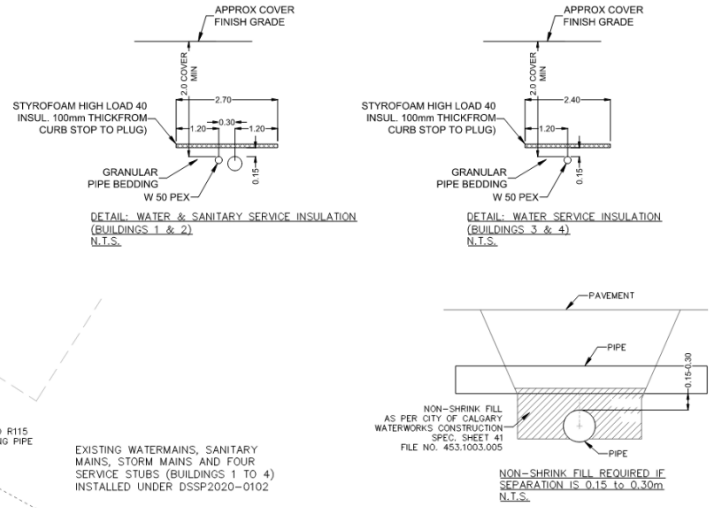 APPROX COVER
FINISH GRADE
2.0 COVER
MIN
2.70
0.30
1.20
1.20
STYROFOAM HIGH LOAD 40
INSUL. 100mm THICKFROM
CURB STOP TO PLUG)
GRANULAR
PIPE BEDDING
W 50 PEX
0.15
DETAIL: WATER & SANITARY SERVICE INSULATION
(BUILDINGS 1 & 2)
N.T.S.
APPROX COVER
FINISH GRADE
2.0 COVER
MIN
2.40
1.20
STYROFOAM HIGH LOAD 40
INSUL. 100mm THICKFROM
CURB STOP TO PLUG)
GRANULAR
PIPE BEDDING
W 50 PEX
0.15
DETAIL: WATER SERVICE INSULATION
(BUILDINGS 3 & 4)
N.T.S.
R115
PIPE
EXISTING WATERMAINS, SANITARY
MAINS, STORM MAINS AND FOUR
SERVICE STUBS (BUILDINGS 1 TO 4)
INSTALLED UNDER DSSP2020-0102
PAVEMENT
PIPE
0.15-0.30
NON-SHRINK FILL
AS PER CITY OF CALGARY
WATERWORKS CONSTRUCTION
SPEC. SHEET 41
FILE NO. 453.1003.005
PIPE
NON-SHRINK FILL REQUIRED IF
SEPARATION IS 0.15 to 0.30m
N.T.S.